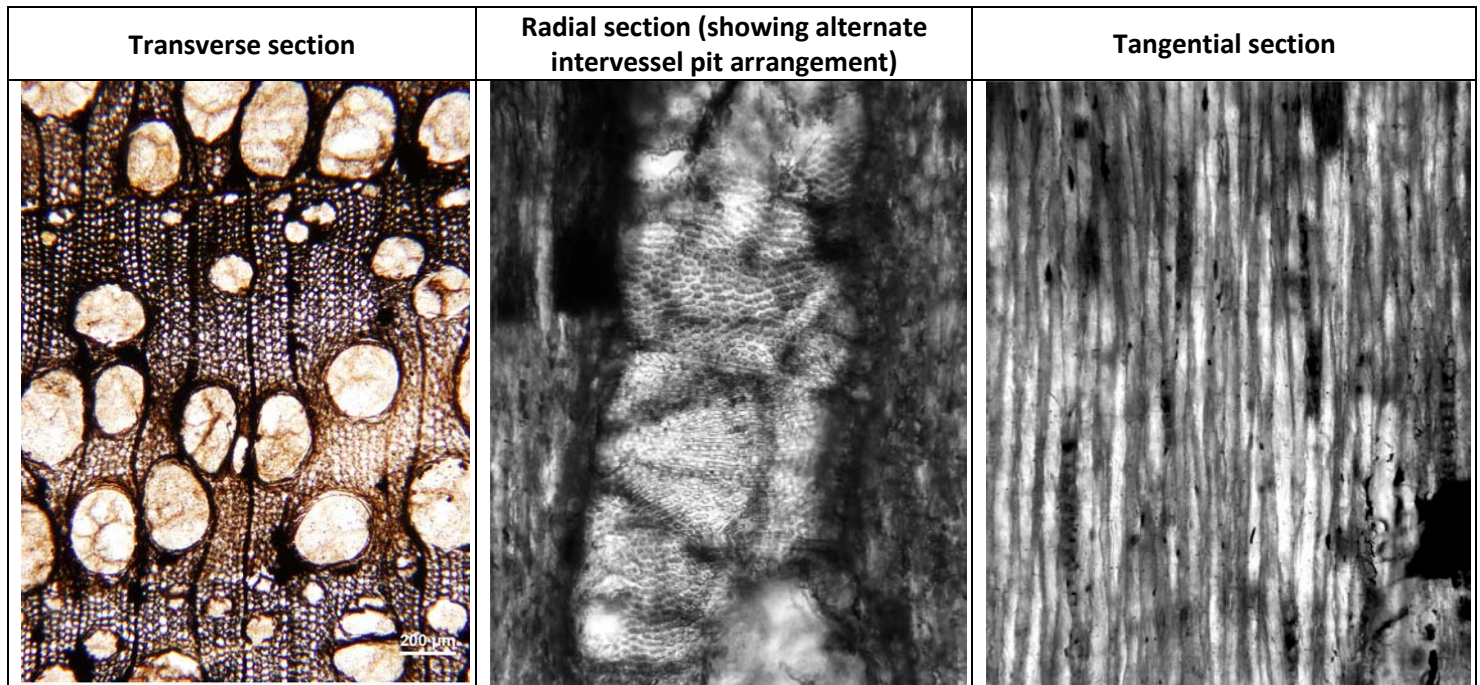 Transverse section
Radial section (showing alternate
intervessel pit arrangement)
Tangential section
200 µm